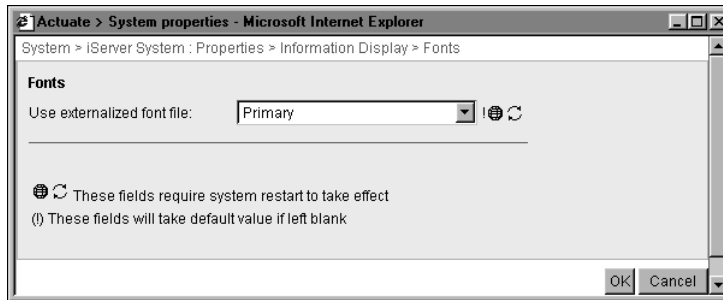 Actuate > System properties - Microsoft Internet Explorer
System > iServer System : Properties > Information Display > Fonts
Fonts
Use externalized font file: Primary !
These fields require system restart to take effect
(!) These fields will take default value if left blank
OK Cancel